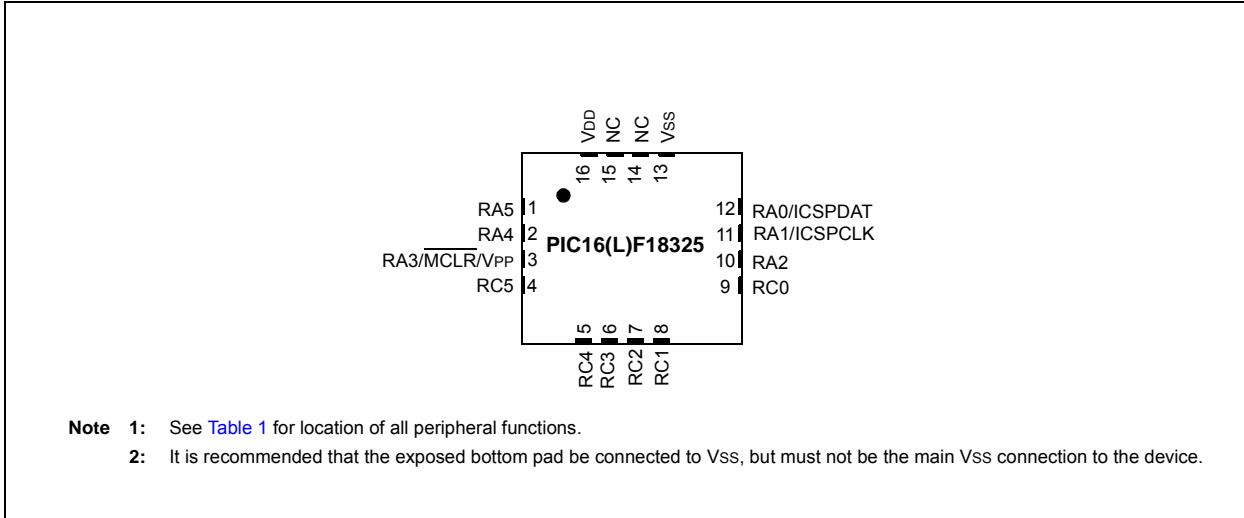 VDD
NC
NC
VSS
16
15
14
13
RA5 1
RA4 2
RA3/MCLR/VPP 3
RC5 4
PIC16(L)F18325
12 RA0/ICSPDAT
11 RA1/ICSPCLK
10 RA2
9 RC0
5
6
7
8
RC4
RC3
RC2
RC1
Note 1: See Table 1 for location of all peripheral functions.
2: It is recommended that the exposed bottom pad be connected to VSS, but must not be the main VSS connection to the device.